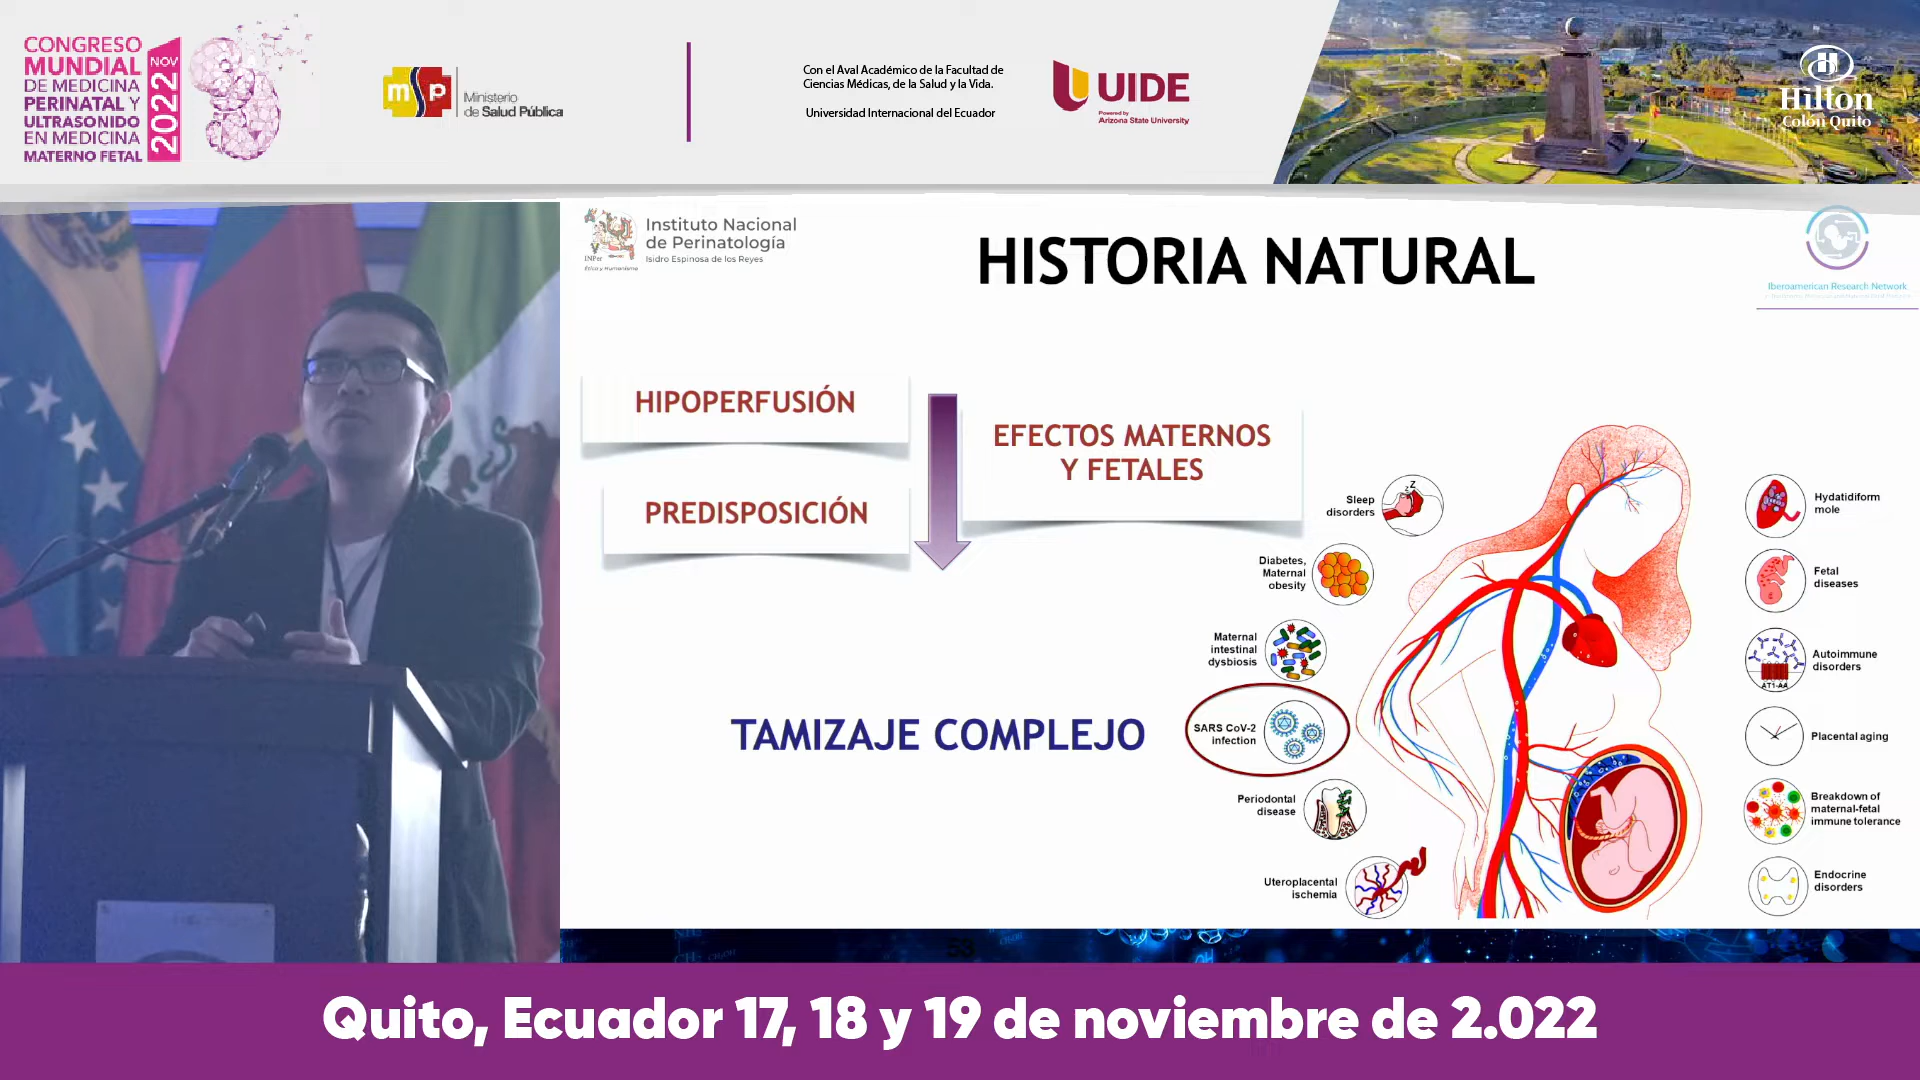 CONGRESO
MUNDIAL
DE MEDICINA
PERINATAL Y
ULTRASONIDO
EN MEDICINA
MATERNO FETAL
NOV
2022
msp
Ministerio
de Salud Pública
Con el Aval Académico de la Facultad de
Ciencias Médicas, de la Salud y la Vida.
Universidad Internacional del Ecuador
UIDE
Powered by
Arizona State University
H
Hilton
Colón Quito
INPer
Ética y Humanismo
Instituto Nacional
de Perinatología
Isidro Espinosa de los Reyes
HISTORIA NATURAL
Iberoamerican Research Network
HIPOPERFUSIÓN
PREDISPOSICIÓN
EFECTOS MATERNOS
Y FETALES
TAMIZAJE COMPLEJO
Sleep
disorders
z Z
Diabetes,
Maternal
obesity
Maternal
intestinal
dysbiosis
SARS CoV-2
infection
Periodontal
disease
Uteroplacental
ischemia
Hydatidiform
mole
Fetal
diseases
Autoimmune
disorders
AT1-AA
Placental aging
Breakdown of
maternal-fetal
immune tolerance
Endocrine
disorders
Quito, Ecuador 17, 18 y 19 de noviembre de 2.022